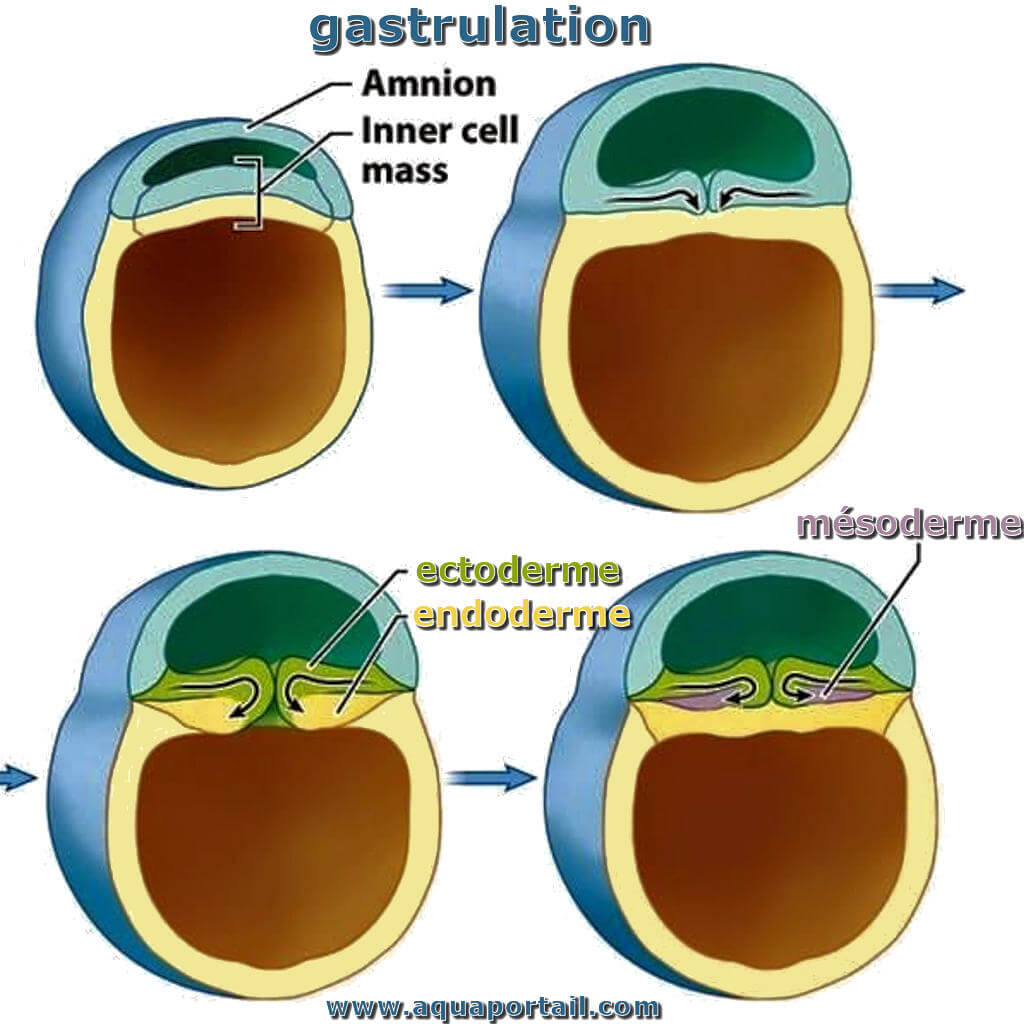 gastrulation
Amnion
Inner cell
mass
mésoderme
ectoderme
endoderme
www.aquaportail.com